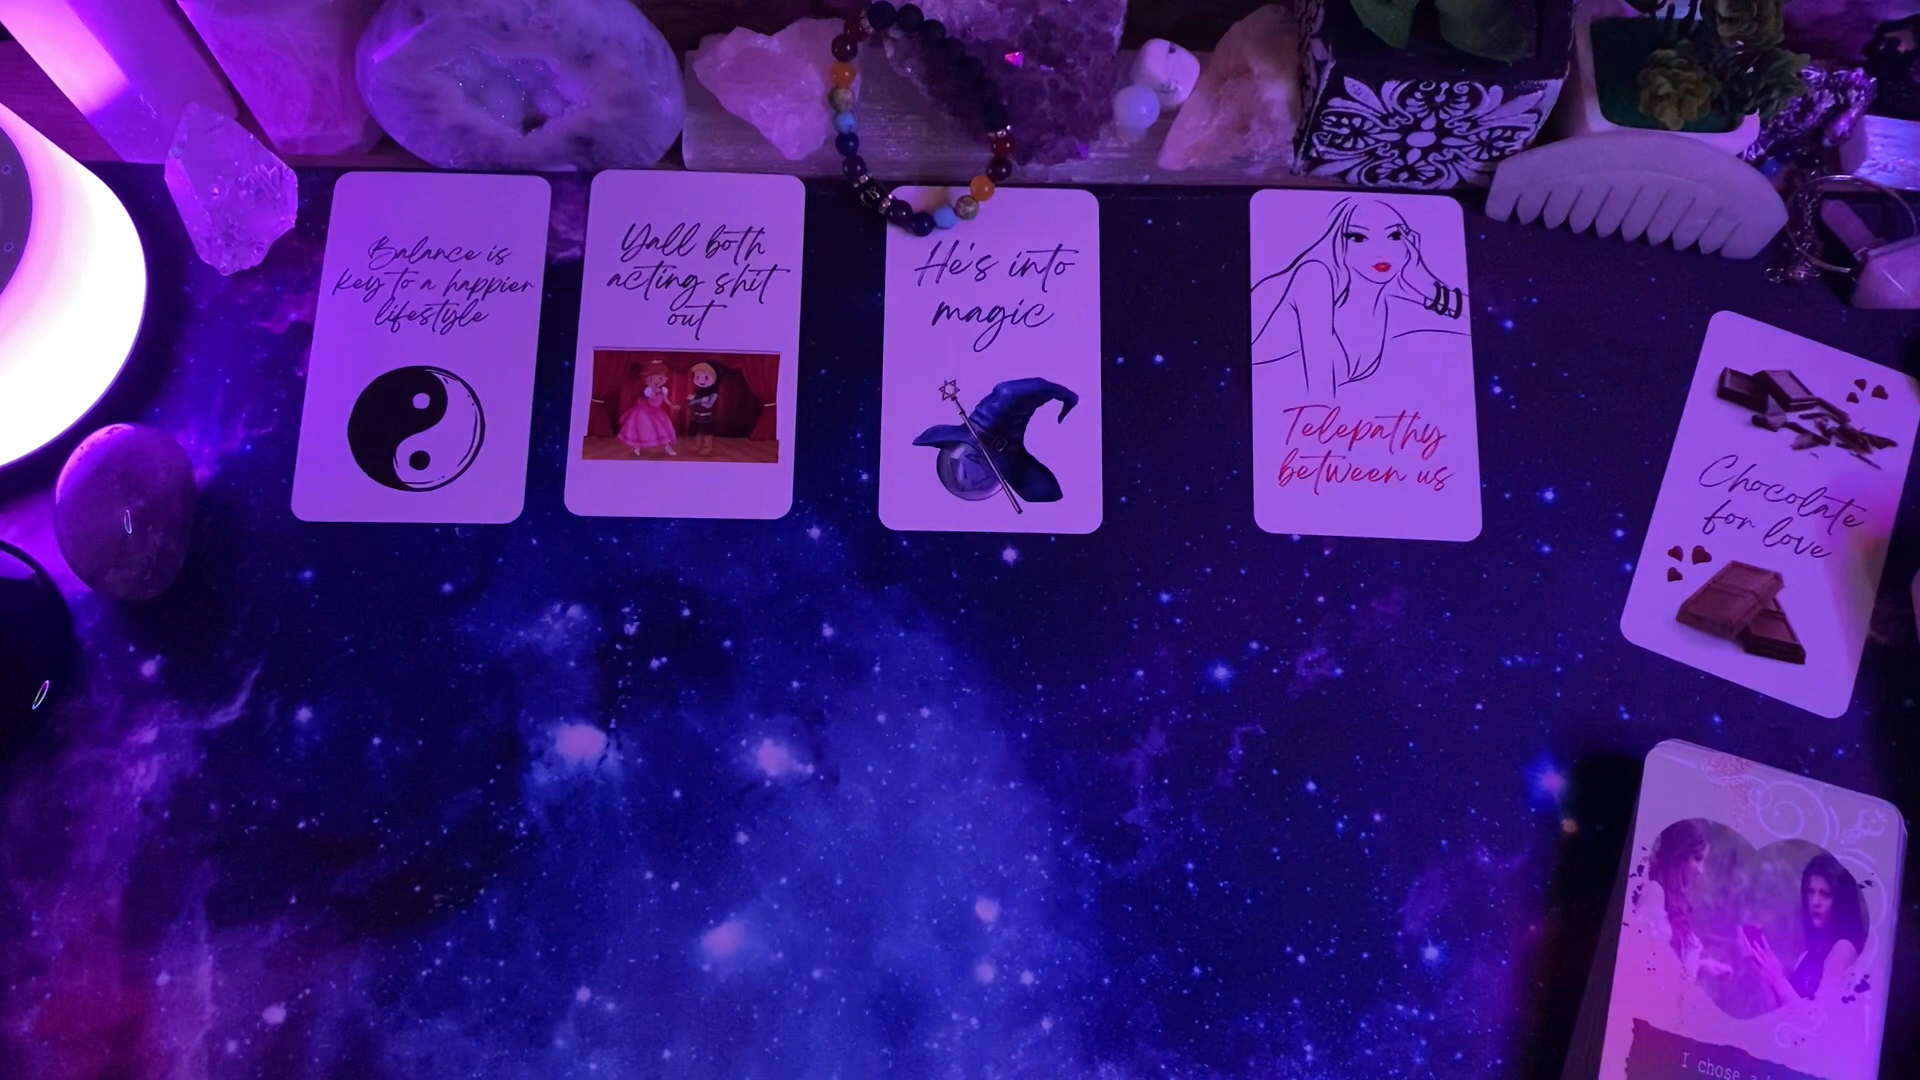 Balance is
key to a happier
lifestyle
Yall both
acting shit
out
He's into
magic
Telepathy
between us
Chocolate
for love
I chose